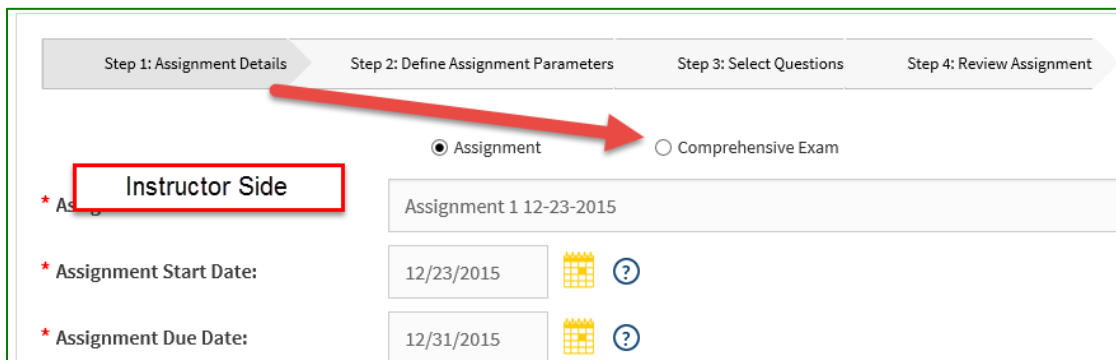 Step 1: Assignment Details Step 2: Define Assignment Parameters Step 3: Select Questions Step 4: Review Assignment
Assignment Comprehensive Exam
Instructor Side
* Assignment 1 12-23-2015
* Assignment Start Date: 12/23/2015 ?
* Assignment Due Date: 12/31/2015 ?